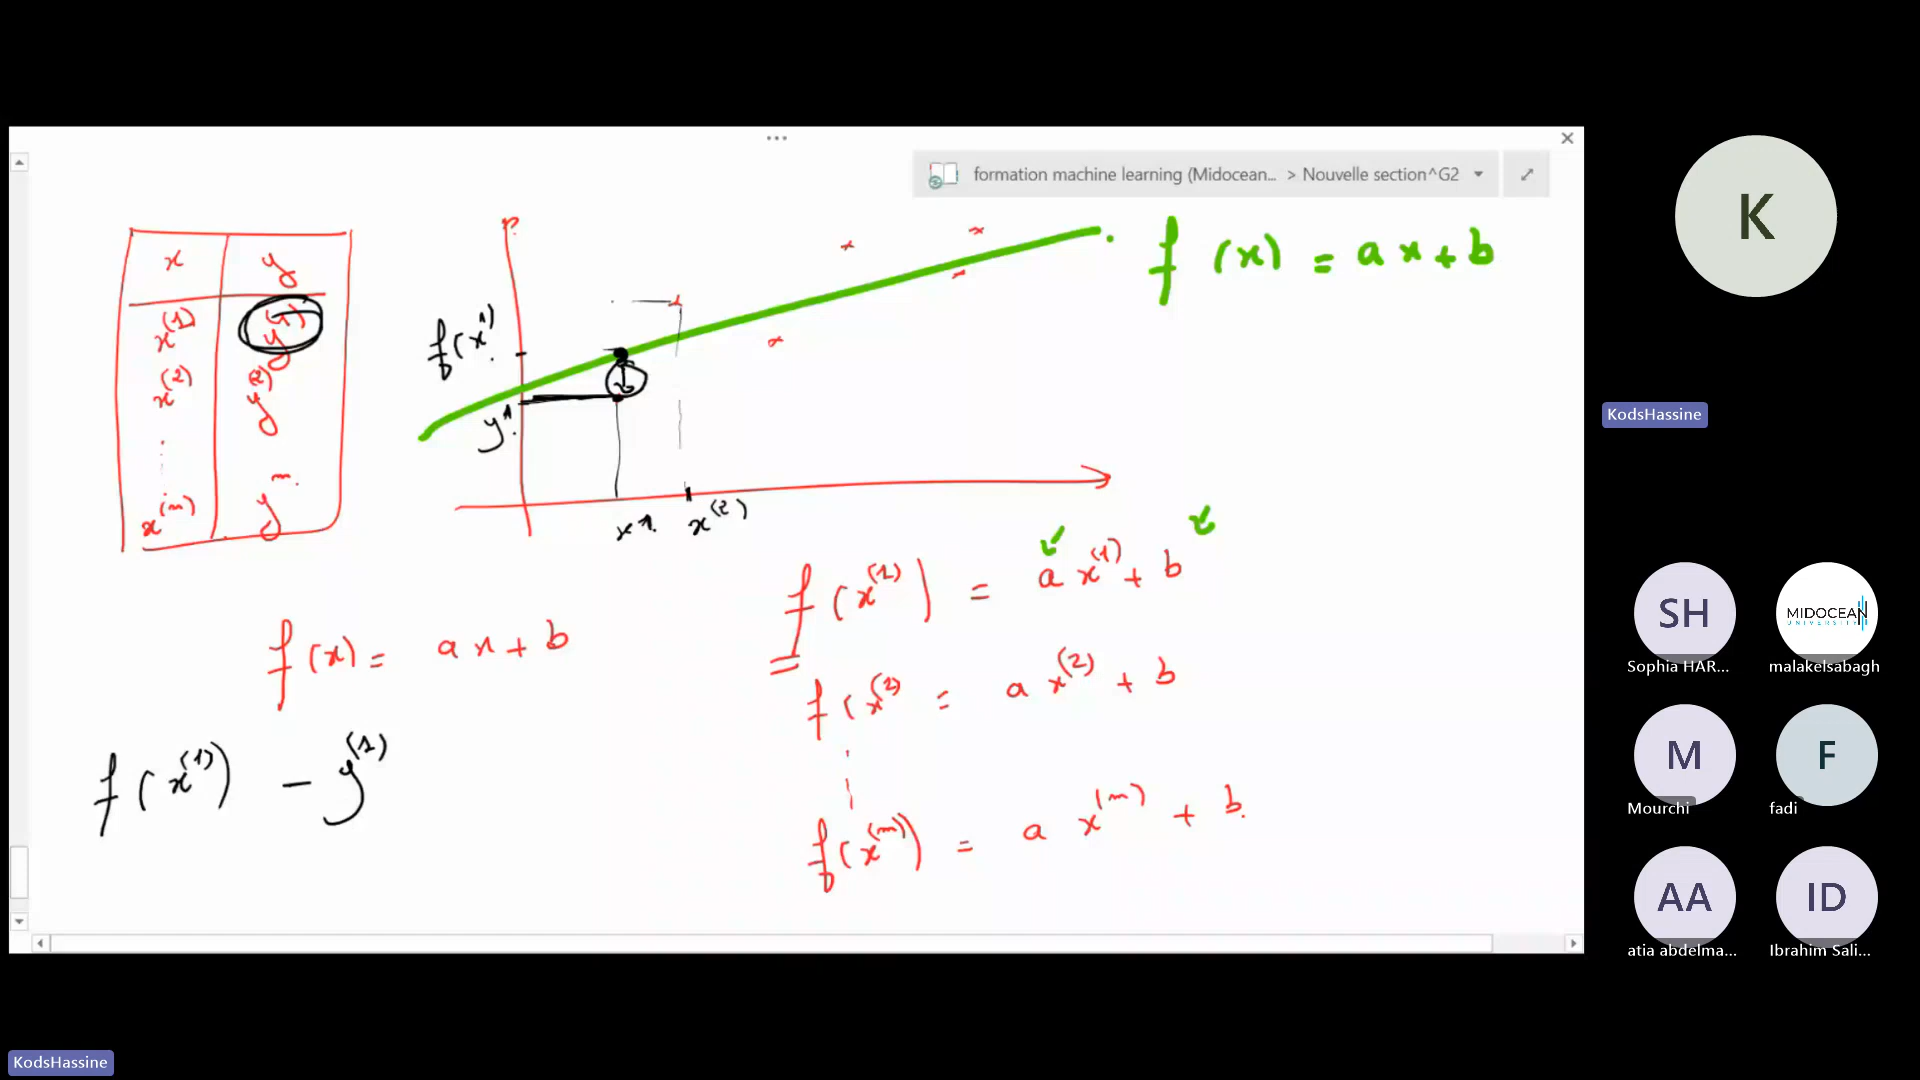 formation machine learning (Midocean... > Nouvelle section^G2
x y
x^(1) y^(1)
x^(2) y^(2)
x^(m) y^m
f(x^1)
y^1
x^1 x^(2)
f(x) = ax+b
f(x^(1)) = a x^(1) + b
f(x) = ax + b
f(x^(2) = a x^(2) + b
f(x^(1)) - y^(1)
f(x^(m)) = a x^(m) + b
K
KodsHassine
SH
Sophia HAR...
MIDOCEAN
UNIVERSITY
malakelsabagh
M
Mourchi
F
fadi
AA
atia abdelma...
ID
Ibrahim Sali...
KodsHassine